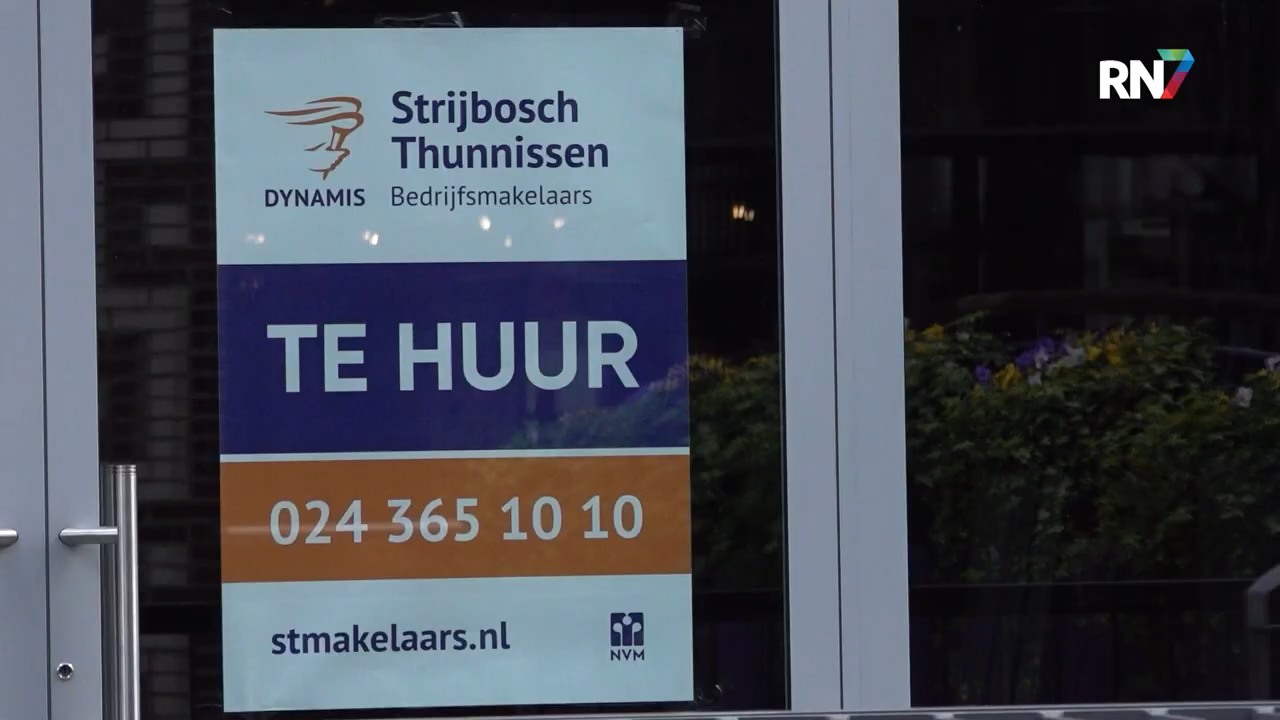 RN7
Strijbosch
Thunnissen
DYNAMIS
Bedrijfsmakelaars
TE HUUR
024 365 10 10
stmakelaars.nl
NVM